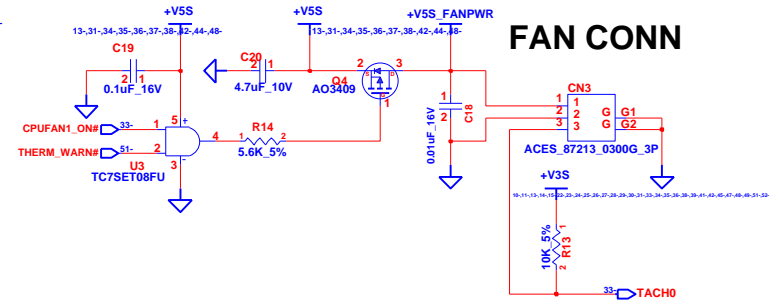 +V5S
+V5S
+V5S_FANPWR
FAN CONN
13-,31-,34-,35-,36-,37-,38-,42-,44-,48-
13-,31-,34-,35-,36-,37-,38-,42-,44-,48-
C19
2 1
0.1uF_16V
C20
2 1
4.7uF_10V
2 3
Q4
S D
G
AO3409
1
1
2
C18
0.01uF_16V
CN3
1 1
2 2
3 3
G G1
G G2
ACES_87213_0300G_3P
CPUFAN1_ON# 33- 1
THERM_WARN# 51- 2
5 +
4
3 -
U3
TC7SET08FU
R14
1 2
5.6K_5%
+V3S
1
10K_5%
R13
2
33- TACH0